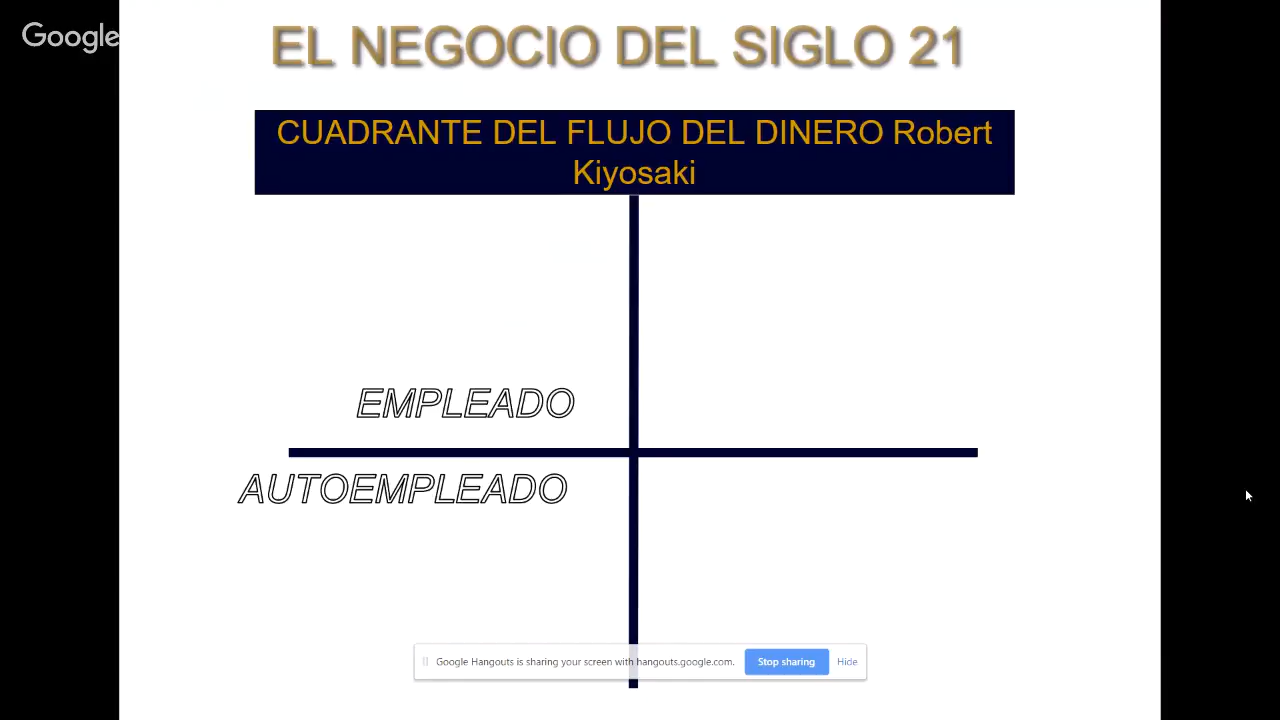 Google
EL NEGOCIO DEL SIGLO 21
CUADRANTE DEL FLUJO DEL DINERO Robert
Kiyosaki
EMPLEADO
AUTOEMPLEADO
Google Hangouts is sharing your screen with hangouts.google.com. Stop sharing Hide